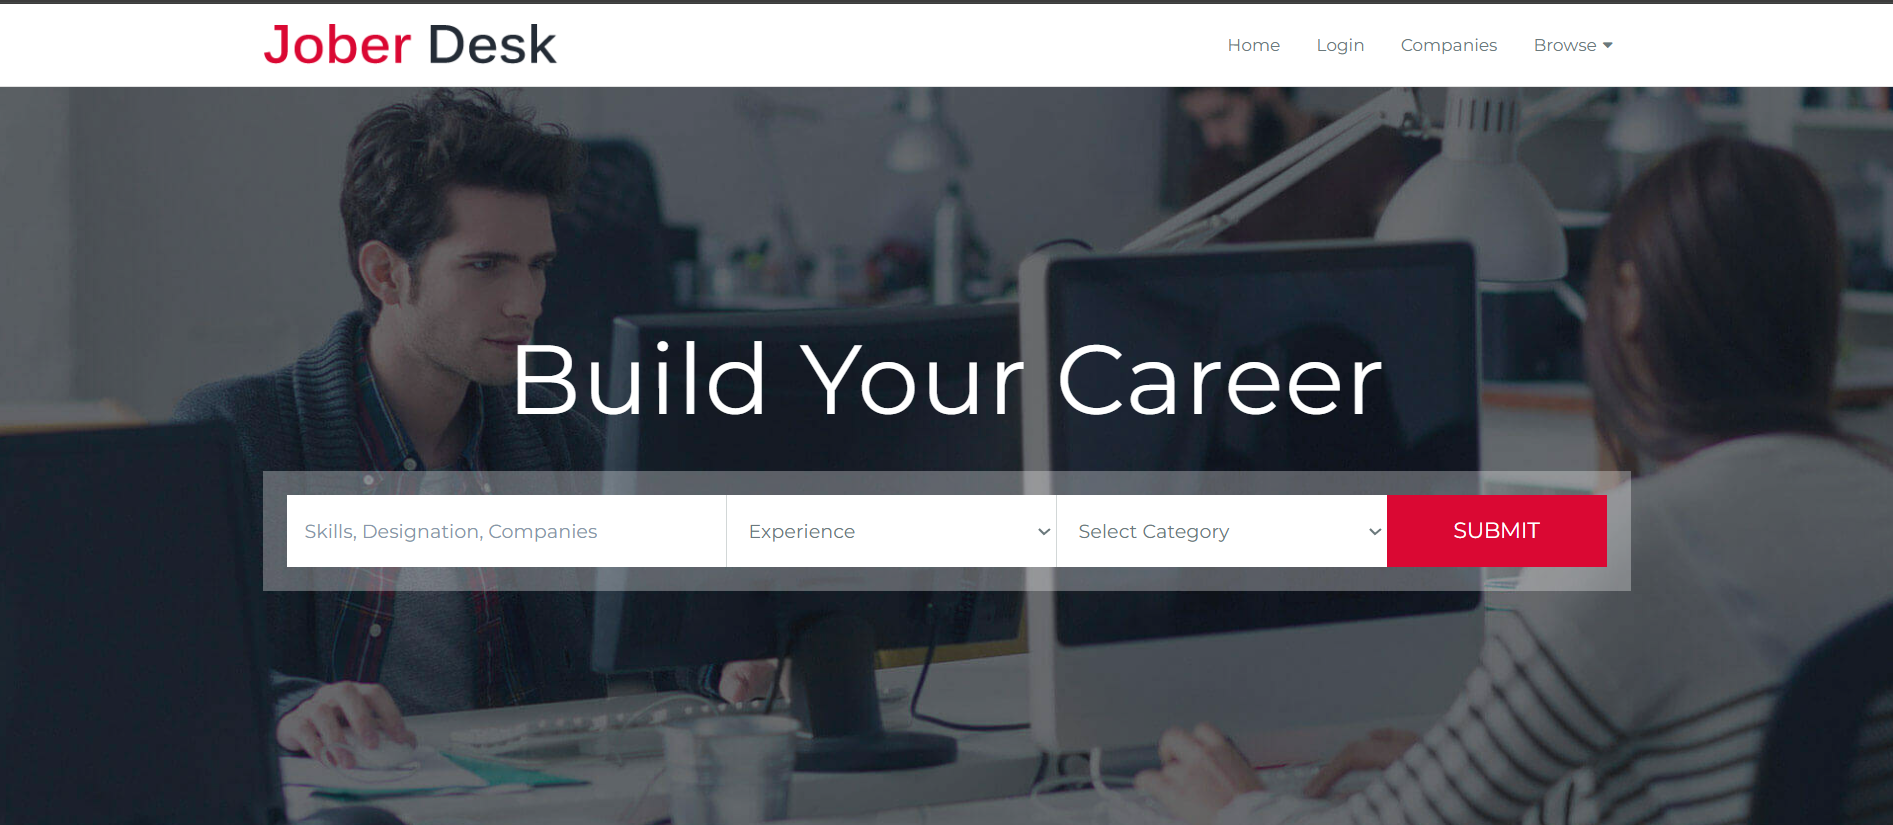 Jober Desk
Home Login Companies Browse
Build Your Career
Skills, Designation, Companies Experience Select Category SUBMIT